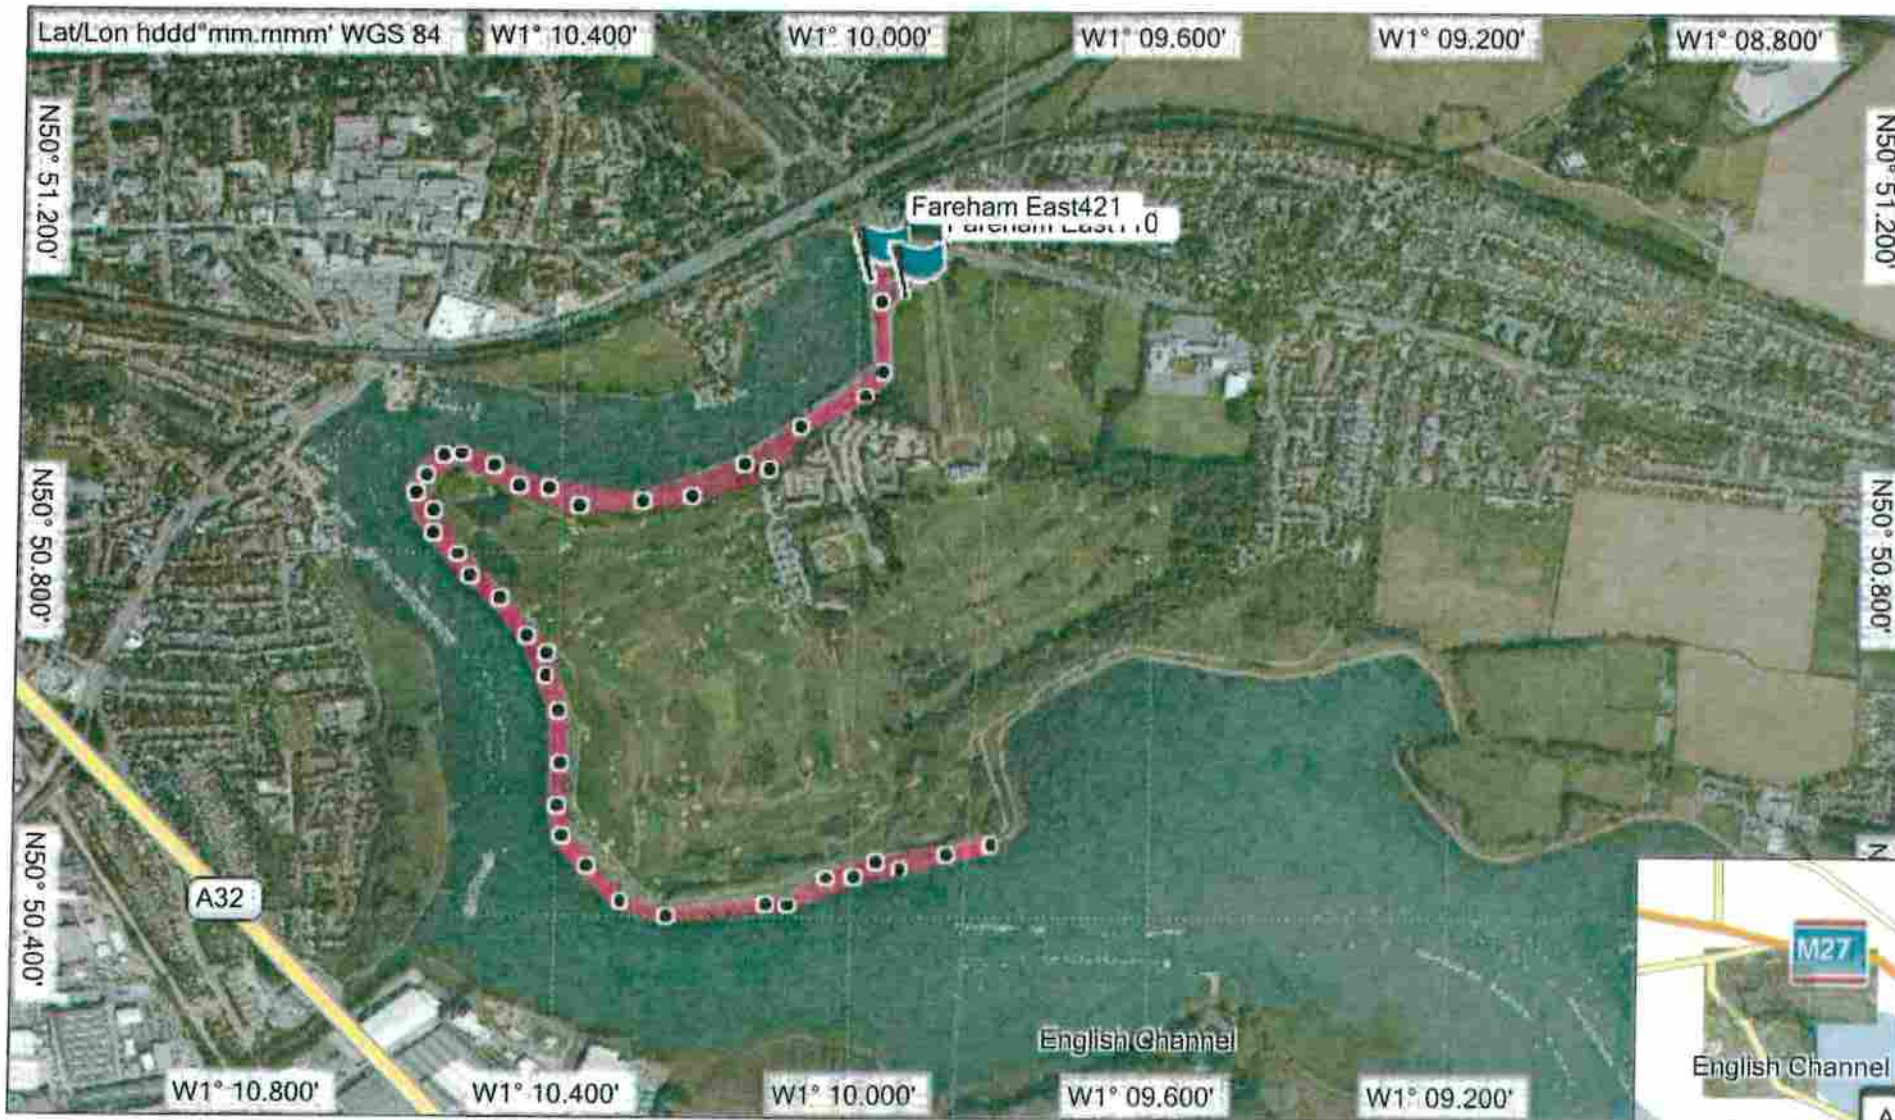 Lat/Lon hddd°mm.mmm' WGS 84
W1° 10.400'
W1° 10.000'
W1° 09.600'
W1° 09.200'
W1° 08.800'
N50° 51.200'
N50° 51.200'
Fareham East421
N50° 50.800'
N50° 50.800'
N50° 50.400'
N
A32
M27
English Channel
English Channel
W1° 10.800'
W1° 10.400'
W1° 10.000'
W1° 09.600'
W1° 09.200'